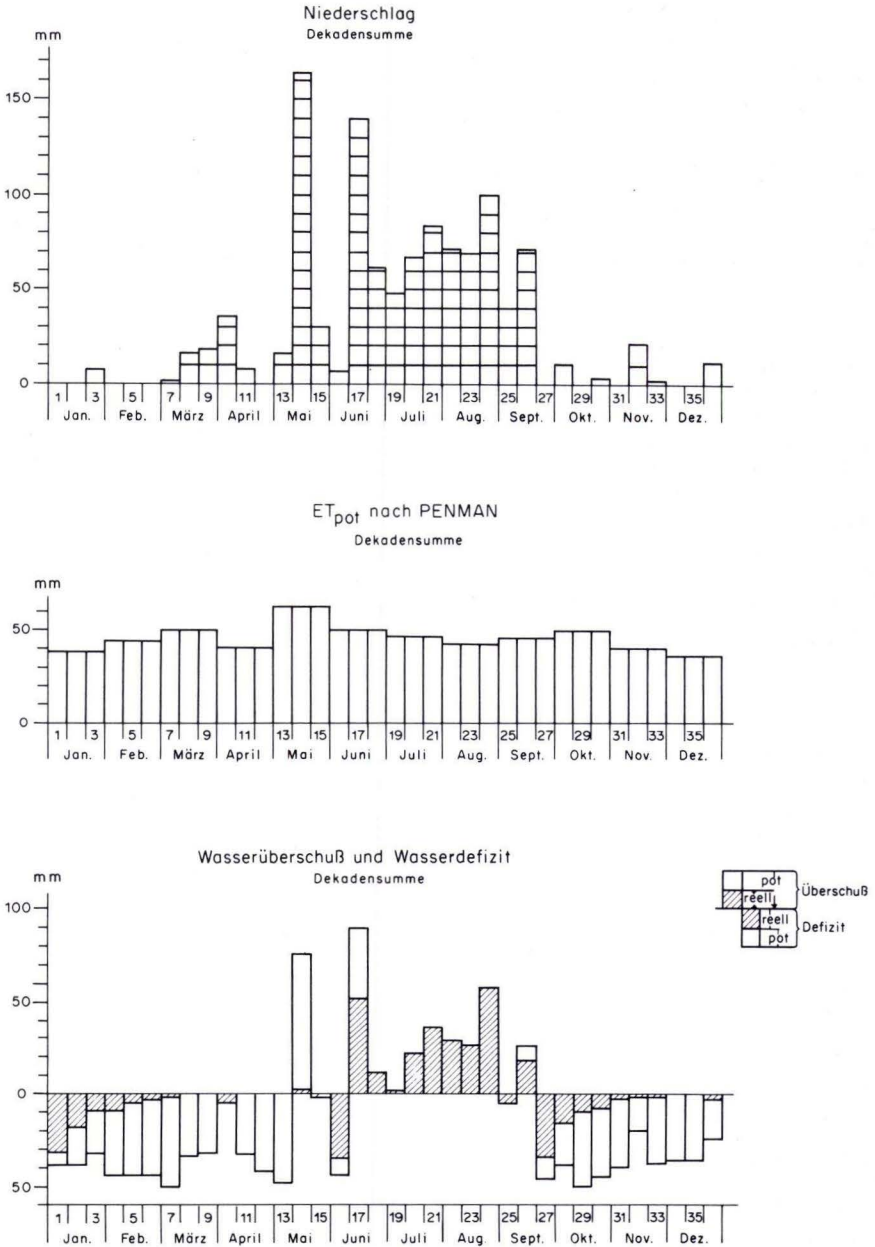 Niederschlag
Dekadensumme
mm
150
100
50
0
1 3 5 7 9 11 13 15 17 19 21 23 25 27 29 31 33 35
Jan. Feb. März April Mai Juni Juli Aug. Sept. Okt. Nov. Dez.
ETpot nach PENMAN
Dekadensumme
mm
50
0
1 3 5 7 9 11 13 15 17 19 21 23 25 27 29 31 33 35
Jan. Feb. März April Mai Juni Juli Aug. Sept. Okt. Nov. Dez.
Wasserüberschuß und Wasserdefizit
Dekadensumme
mm
100
50
0
50
pot
reell
Überschuß
reell
Defizit
pot
1 3 5 7 9 11 13 15 17 19 21 23 25 27 29 31 33 35
Jan. Feb. März April Mai Juni Juli Aug. Sept. Okt. Nov. Dez.